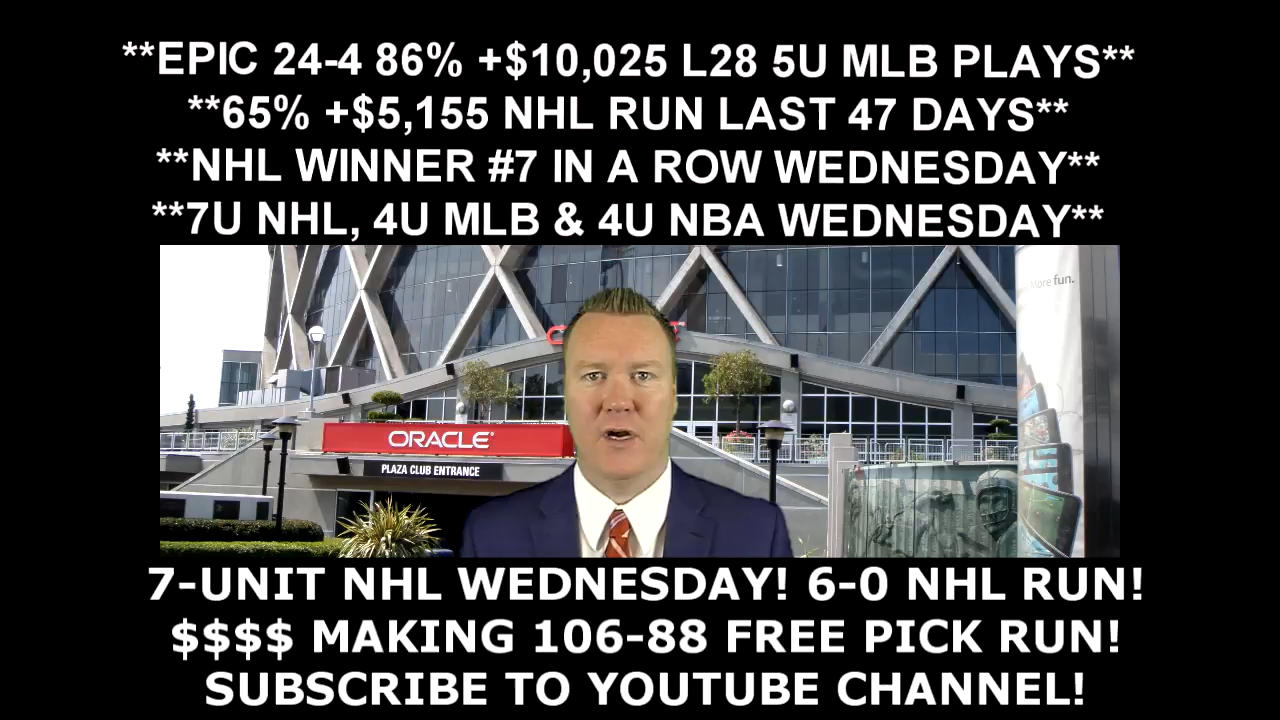 **EPIC 24-4 86% +$10,025 L28 5U MLB PLAYS**
**65% +$5,155 NHL RUN LAST 47 DAYS**
**NHL WINNER #7 IN A ROW WEDNESDAY**
**7U NHL, 4U MLB & 4U NBA WEDNESDAY**
More fun.
ORACLE
PLAZA CLUB ENTRANCE
7-UNIT NHL WEDNESDAY! 6-0 NHL RUN!
$$$$ MAKING 106-88 FREE PICK RUN!
SUBSCRIBE TO YOUTUBE CHANNEL!